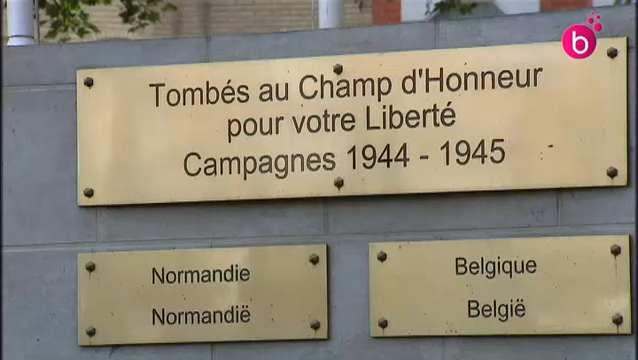 b
Tombés au Champ d'Honneur
pour votre Liberté
Campagnes 1944 - 1945
Normandie
Normandië
Belgique
België